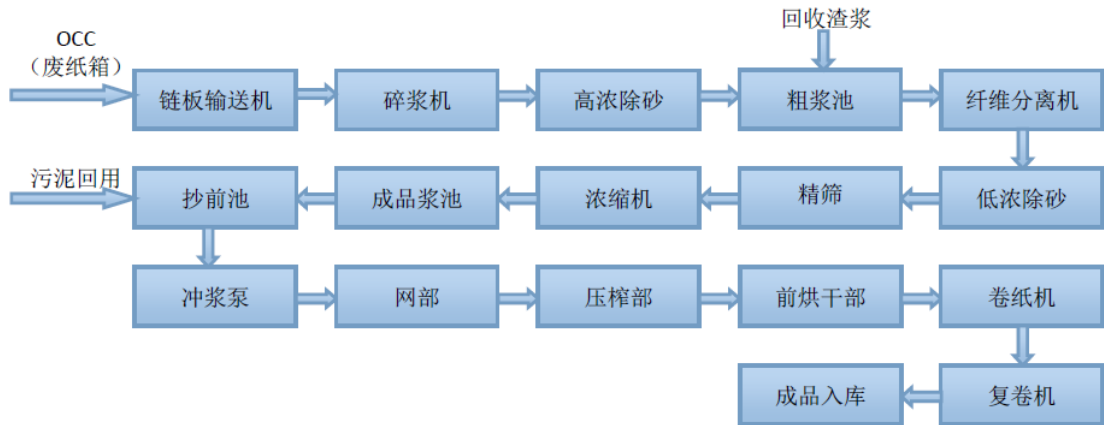 回收渣浆
OCC
（废纸箱）
链板输送机
碎浆机
高浓除砂
粗浆池
纤维分离机
污泥回用
抄前池
成品浆池
浓缩机
精筛
低浓除砂
冲浆泵
网部
压榨部
前烘干部
卷纸机
成品入库
复卷机